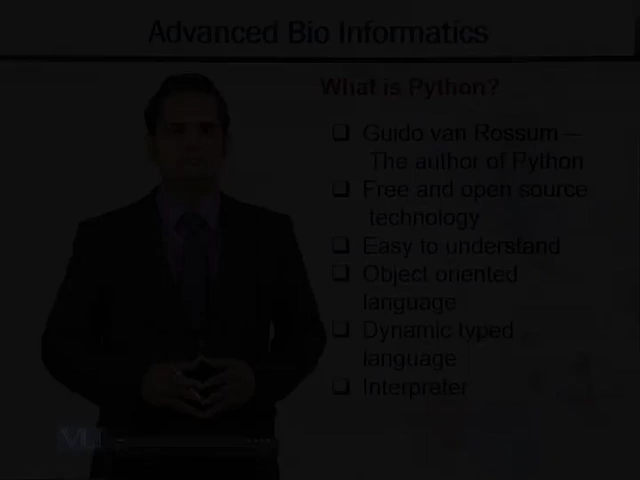 Advanced Bio Informatics
What is Python?
❑ Guido van Rossum –
The author of Python
❑ Free and open source
technology
❑ Easy to understand
❑ Object oriented
language
❑ Dynamic typed
language
❑ Interpreter